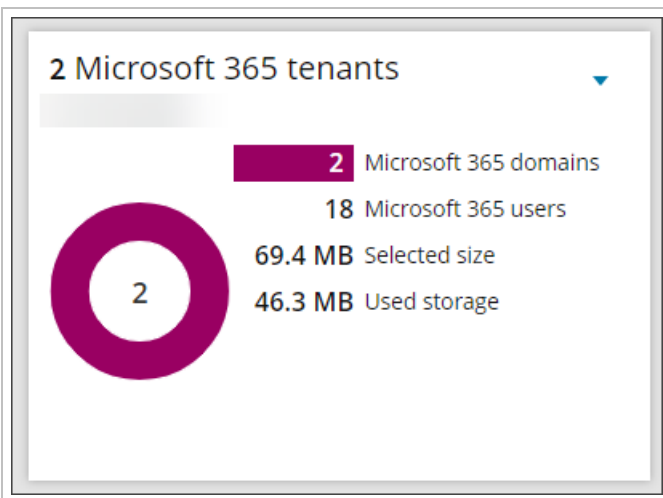 2 Microsoft 365 tenants
2 Microsoft 365 domains
18 Microsoft 365 users
69.4 MB Selected size
46.3 MB Used storage
2